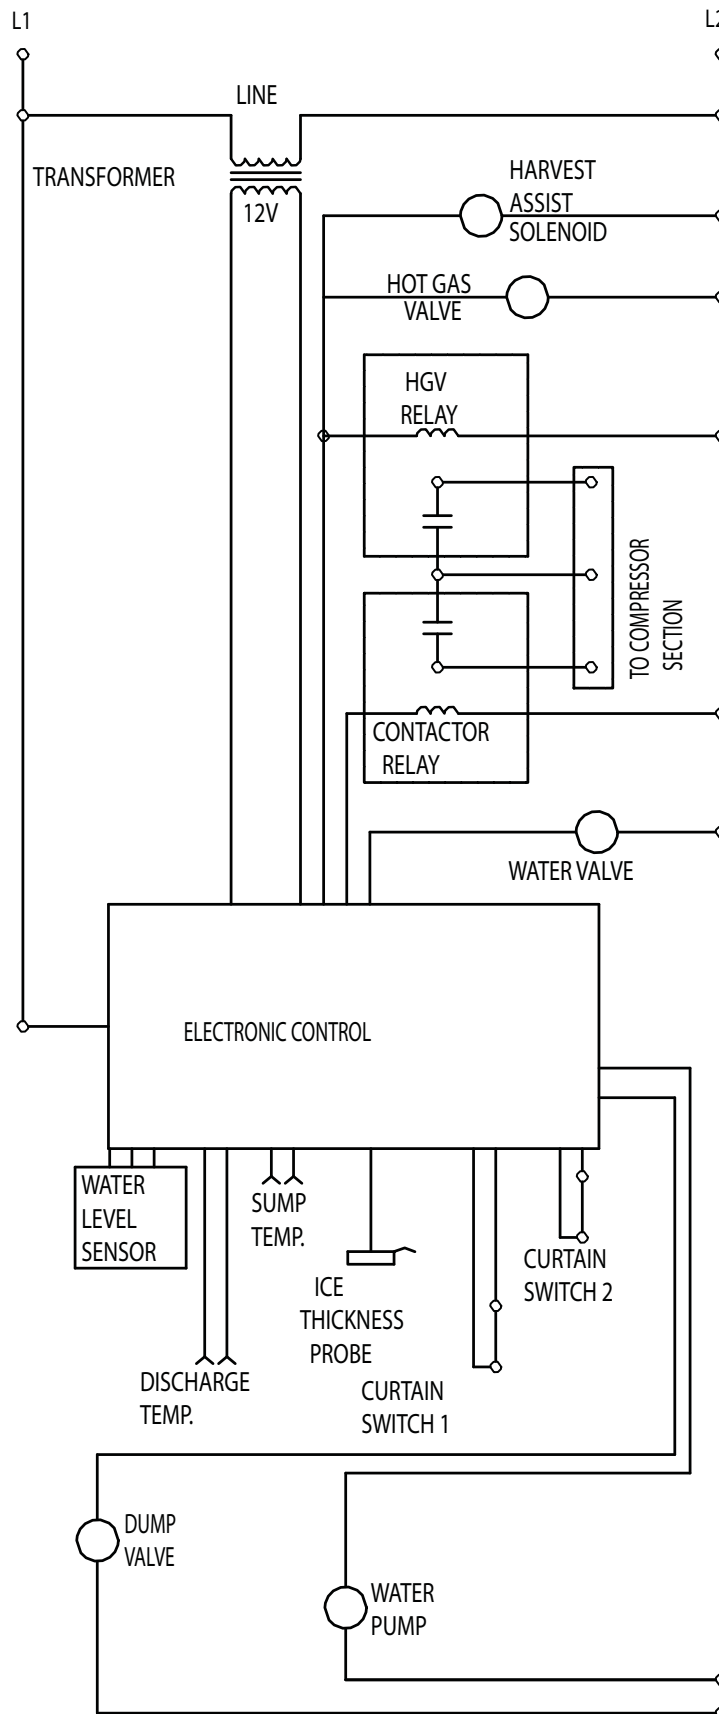 L1
L2
LINE
TRANSFORMER
12V
HARVEST
ASSIST
SOLENOID
HOT GAS
VALVE
HGV
RELAY
TO COMPRESSOR
SECTION
CONTACTOR
RELAY
WATER VALVE
ELECTRONIC CONTROL
WATER
LEVEL
SENSOR
SUMP
TEMP.
DISCHARGE
TEMP.
ICE
THICKNESS
PROBE
CURTAIN
SWITCH 1
CURTAIN
SWITCH 2
DUMP
VALVE
WATER
PUMP